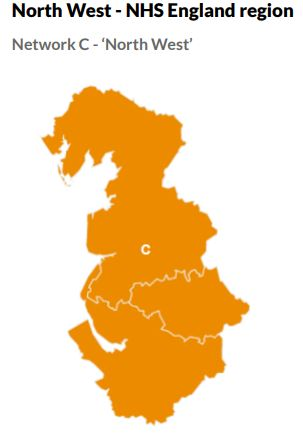 North West - NHS England region
Network C - ‘North West’
C